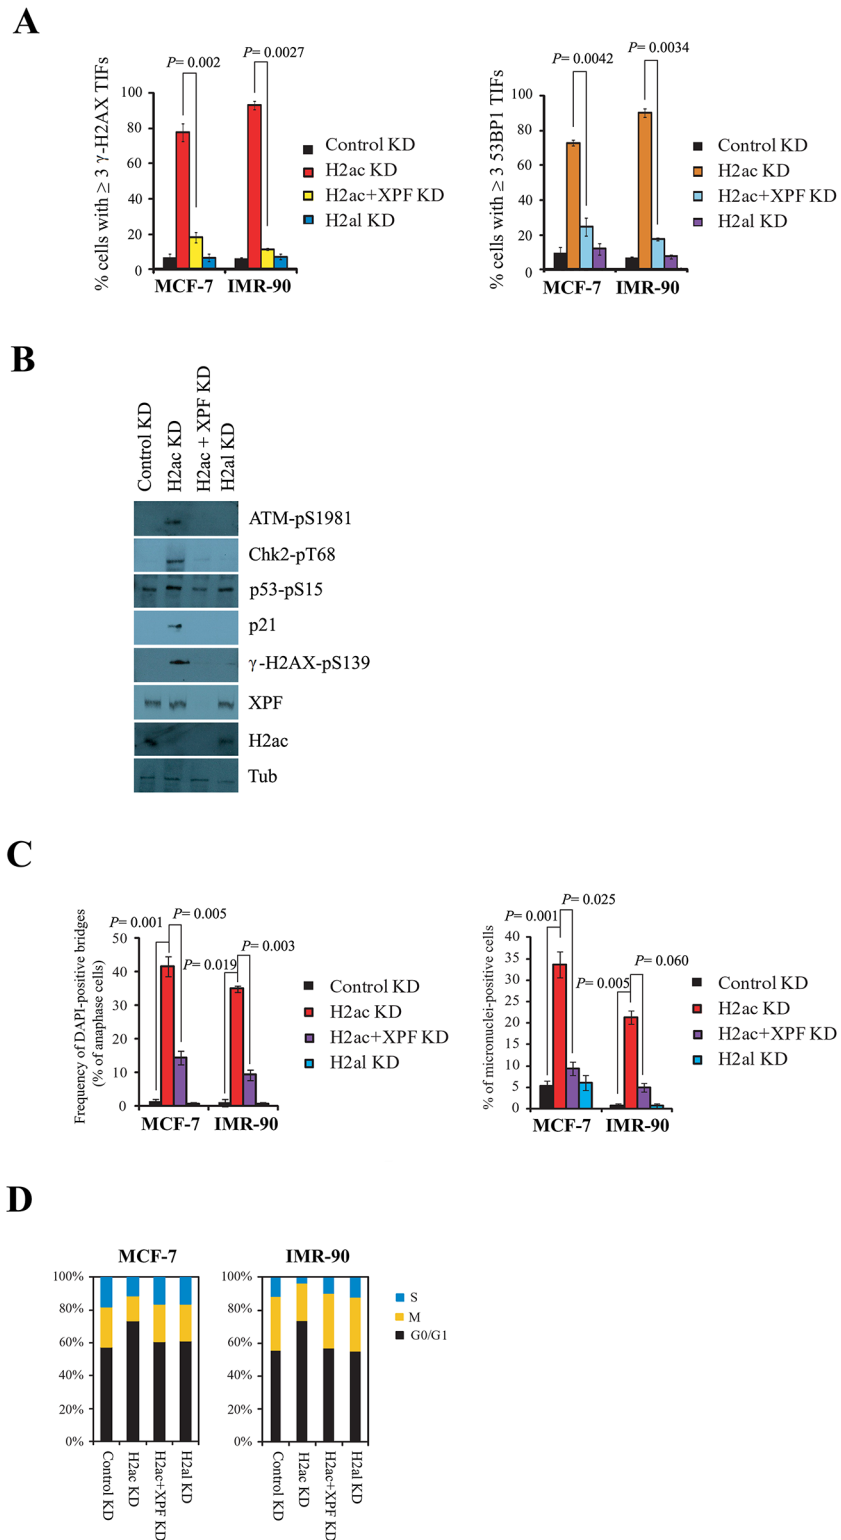 A
% cells with ≥ 3 γ-H2AX TIFs
P= 0.002
P= 0.0027
100
80
60
40
20
0
MCF-7
IMR-90
Control KD
H2ac KD
H2ac+XPF KD
H2al KD
% cells with ≥ 3 53BP1 TIFs
P= 0.0042
P= 0.0034
100
80
60
40
20
0
MCF-7
IMR-90
Control KD
H2ac KD
H2ac+XPF KD
H2al KD
B
Control KD
H2ac KD
H2ac + XPF KD
H2al KD
ATM-pS1981
Chk2-pT68
p53-pS15
p21
γ-H2AX-pS139
XPF
H2ac
Tub
C
Frequency of DAPI-positive bridges
(% of anaphase cells)
P= 0.001
P= 0.005
P= 0.019
P= 0.003
50
40
30
20
10
0
MCF-7
IMR-90
Control KD
H2ac KD
H2ac+XPF KD
H2al KD
% of micronuclei-positive cells
P= 0.001
P= 0.025
P= 0.005
P= 0.060
40
35
30
25
20
15
10
5
0
MCF-7
IMR-90
Control KD
H2ac KD
H2ac+XPF KD
H2al KD
D
MCF-7
100%
80%
60%
40%
20%
0%
Control KD
H2ac KD
H2ac+XPF KD
H2al KD
IMR-90
100%
80%
60%
40%
20%
0%
Control KD
H2ac KD
H2ac+XPF KD
H2al KD
S
M
G0/G1